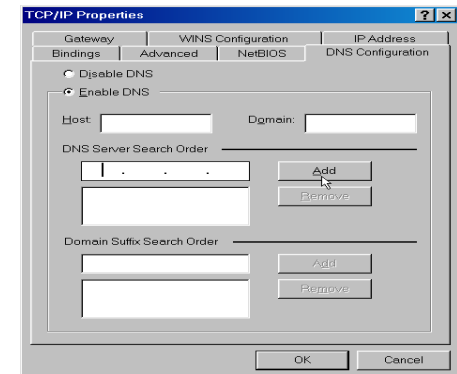 TCP/IP Properties
Gateway WINS Configuration IP Address
Bindings Advanced NetBIOS DNS Configuration
Disable DNS
Enable DNS
Host: Domain:
DNS Server Search Order
. . . Add
Remove
Domain Suffix Search Order
Add
Remove
OK Cancel